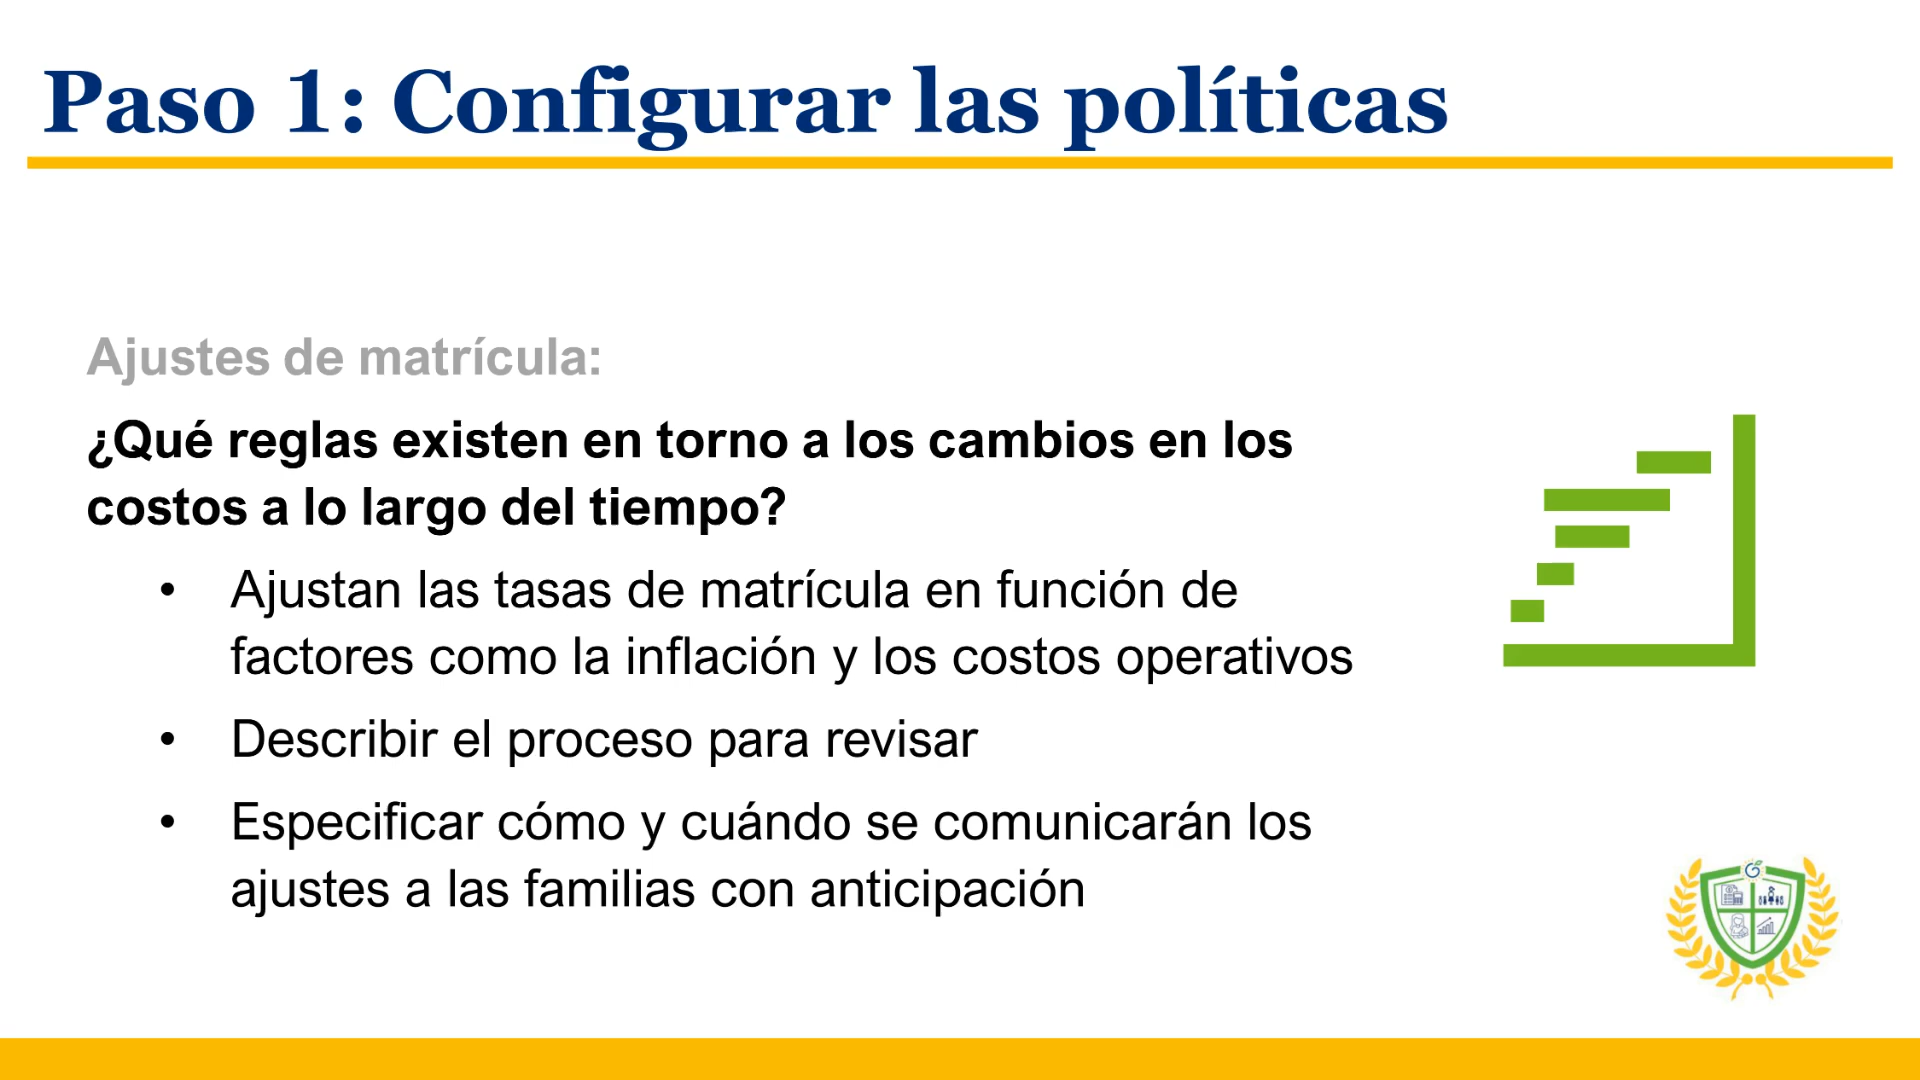 Paso 1: Configurar las políticas
Ajustes de matrícula:
¿Qué reglas existen en torno a los cambios en los
costos a lo largo del tiempo?
• Ajustan las tasas de matrícula en función de
factores como la inflación y los costos operativos
• Describir el proceso para revisar
• Especificar cómo y cuándo se comunicarán los
ajustes a las familias con anticipación